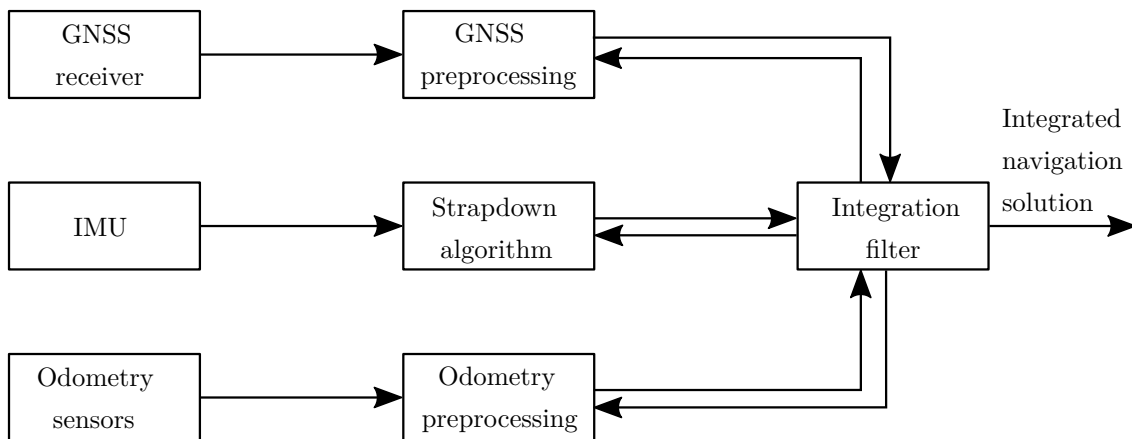 GNSS
receiver
GNSS
preprocessing
IMU
Strapdown
algorithm
Integration
filter
Integrated
navigation
solution
Odometry
sensors
Odometry
preprocessing